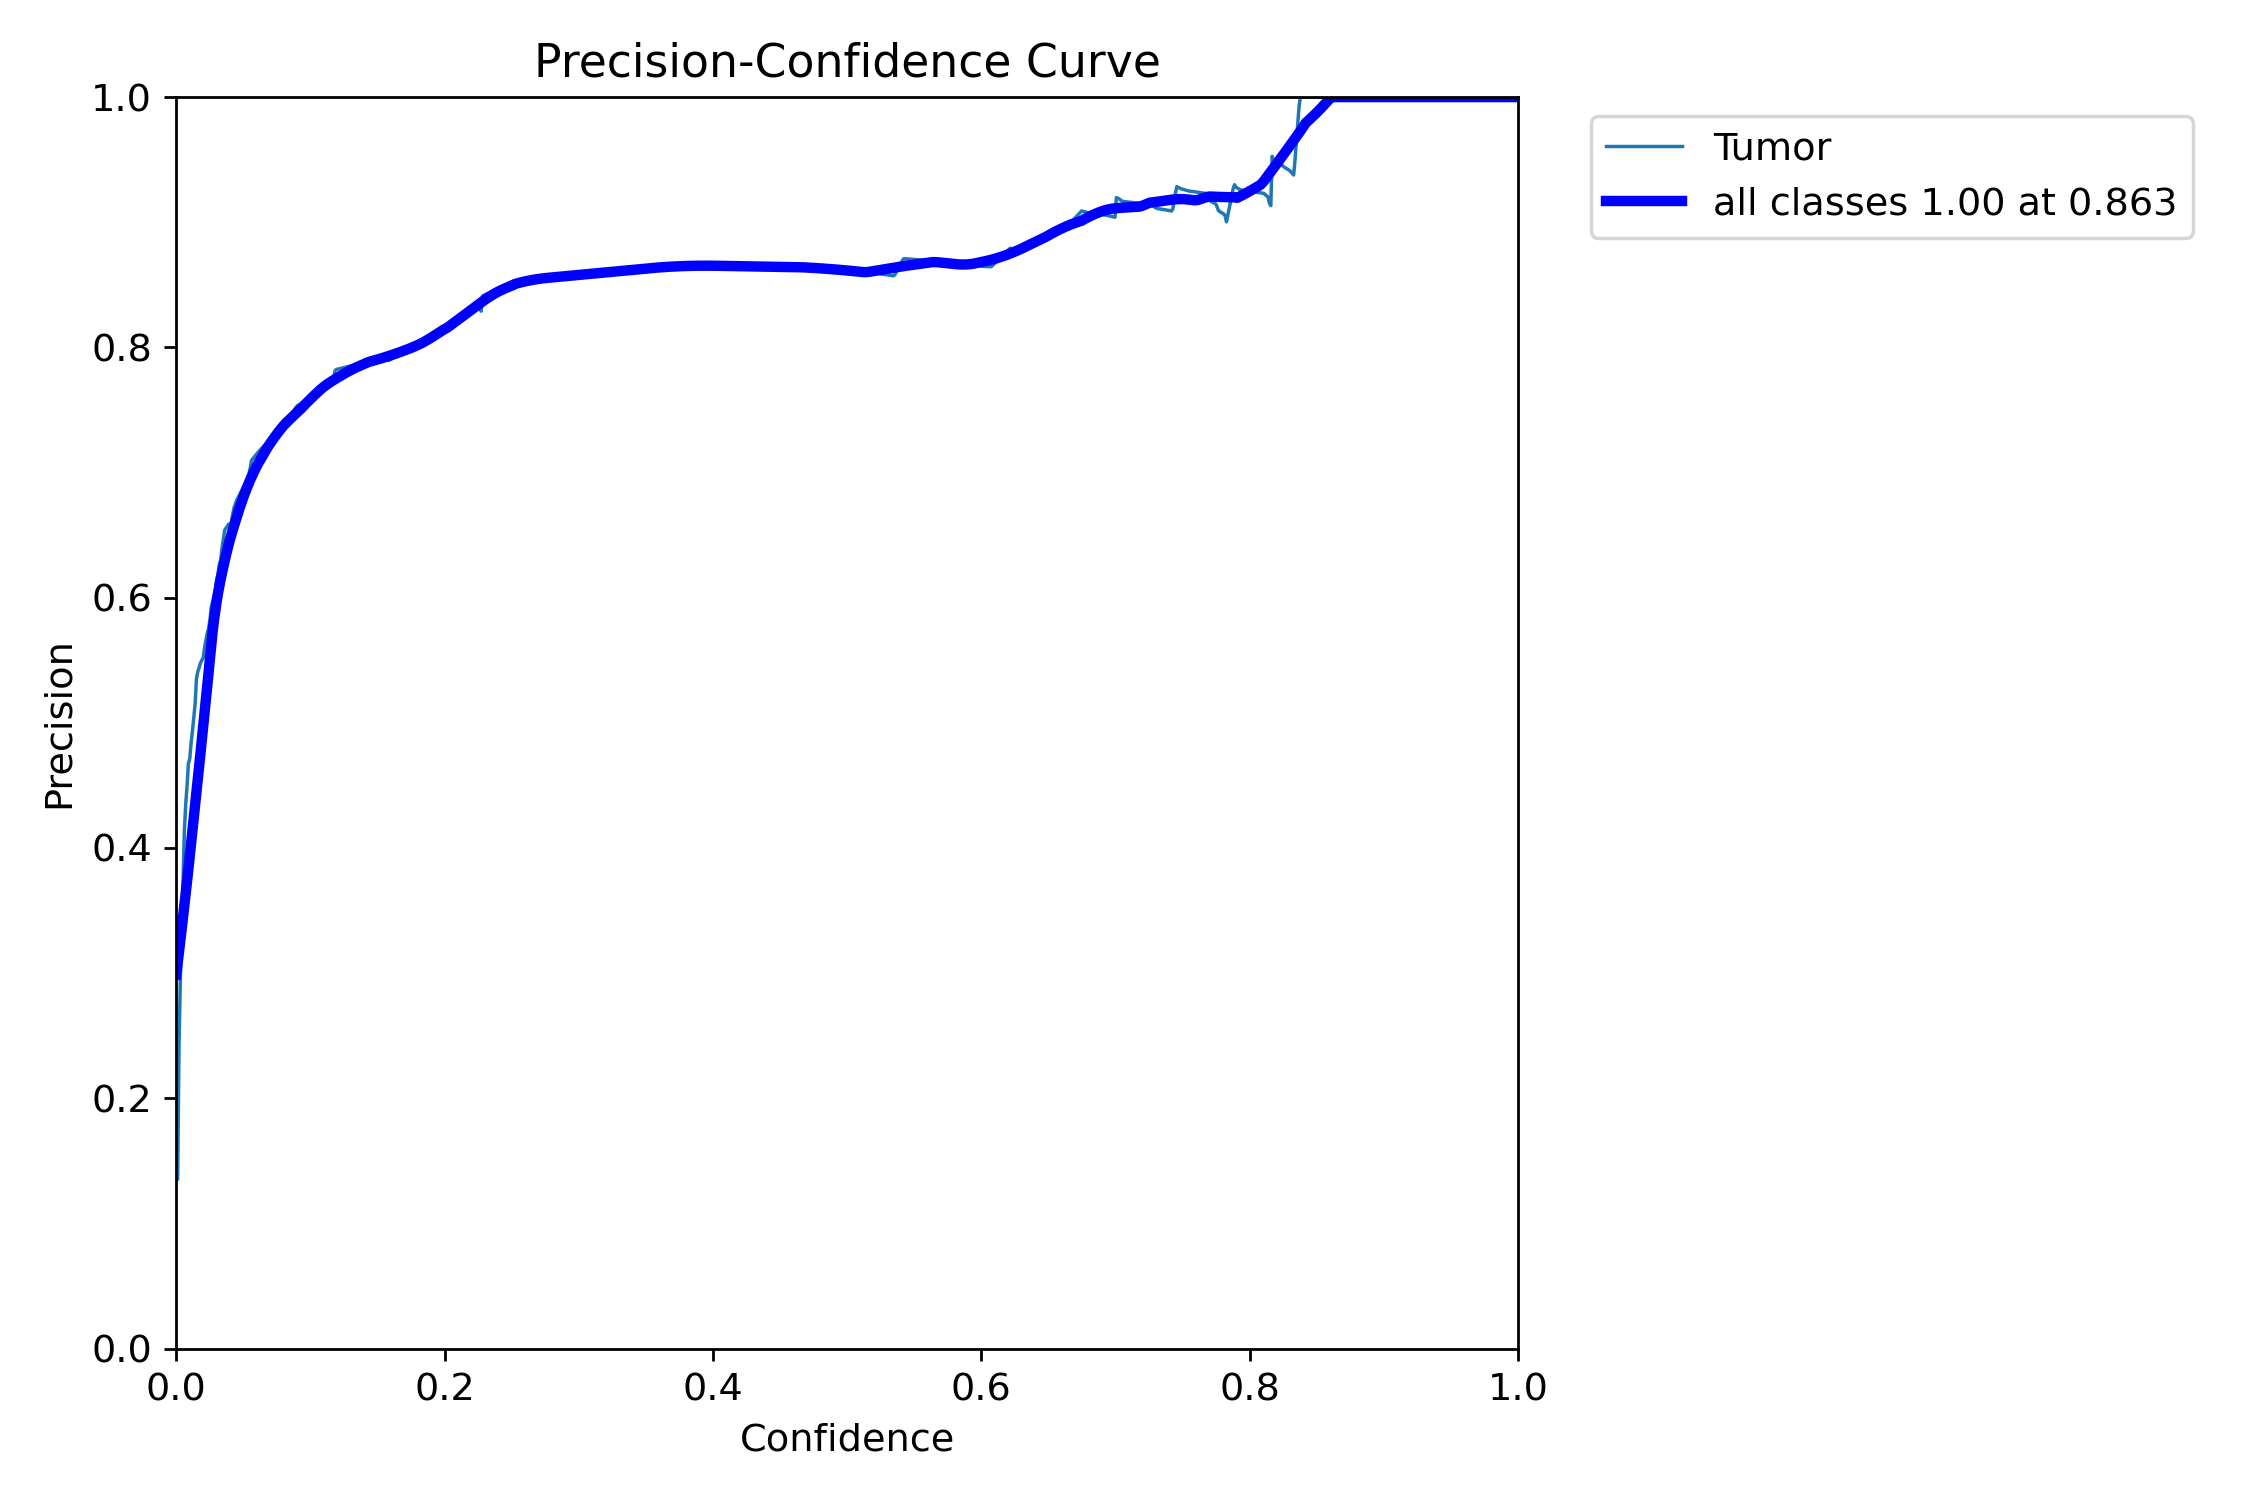 Precision-Confidence Curve
1.0
0.8
0.6
0.4
0.2
0.0
Precision
0.0 0.2 0.4 0.6 0.8 1.0
Confidence
Tumor
all classes 1.00 at 0.863